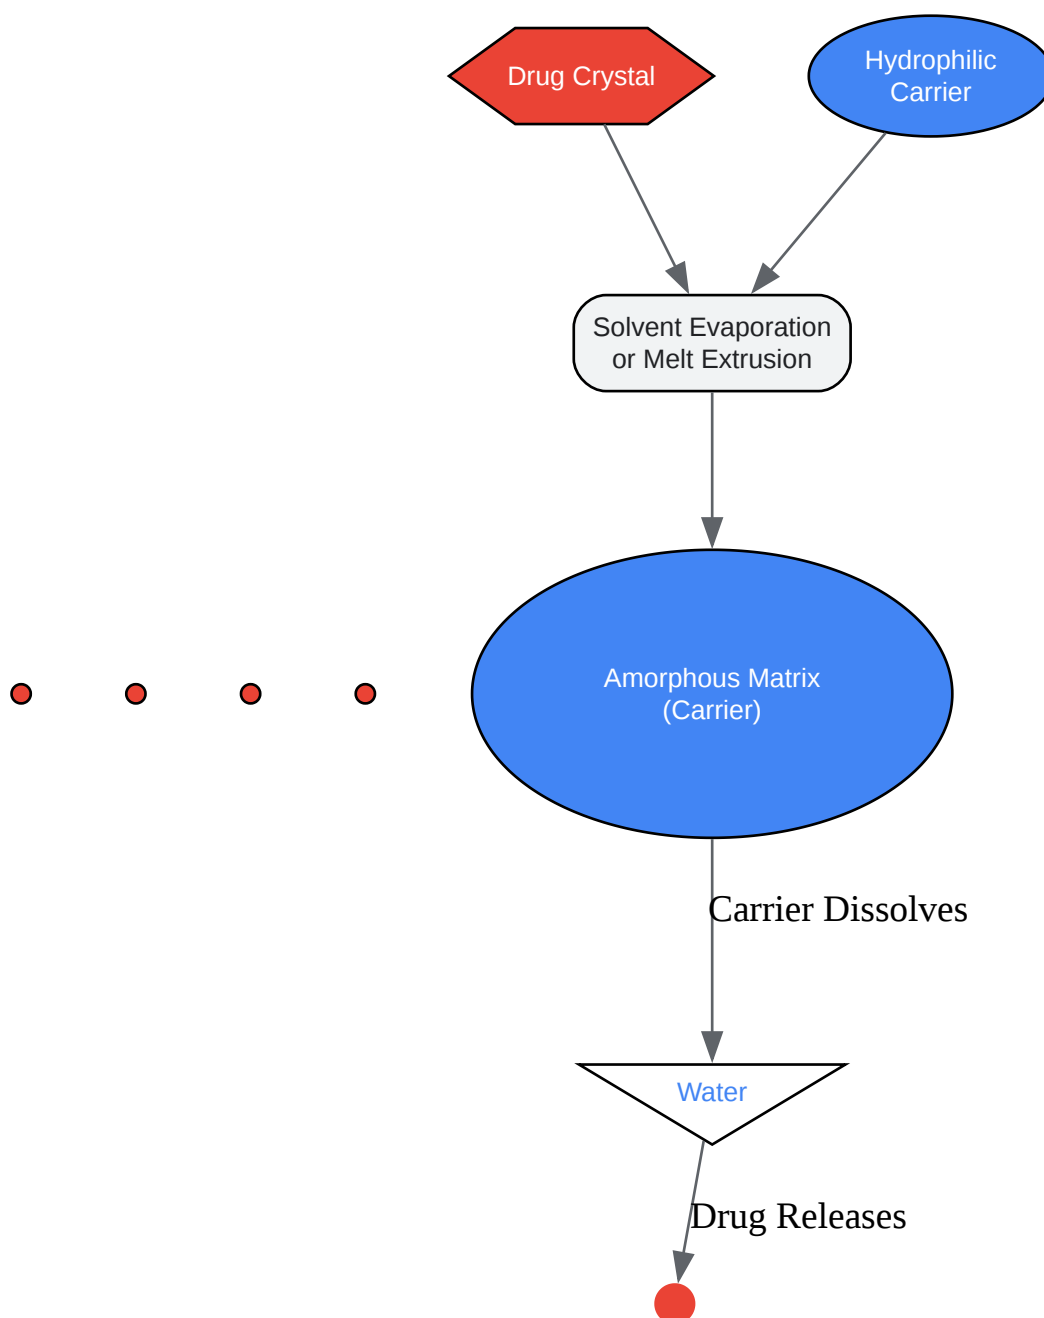 Drug Crystal
Hydrophilic
Carrier
Solvent Evaporation
or Melt Extrusion
Amorphous Matrix
(Carrier)
Carrier Dissolves
Water
Drug Releases